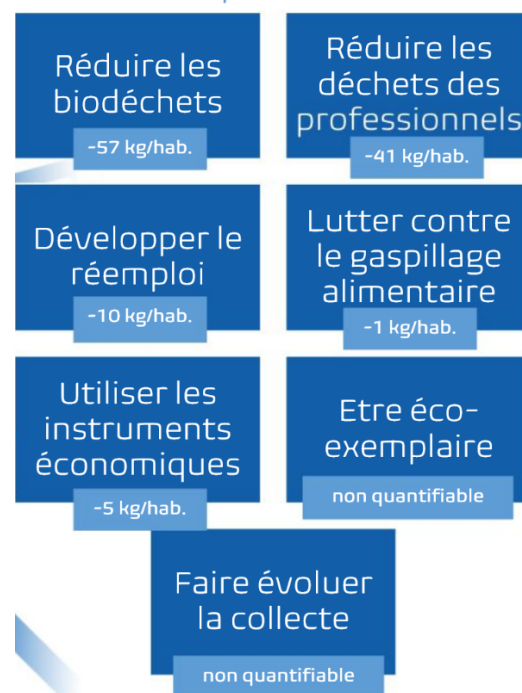 Réduire les
biodéchets
-57 kg/hab.
Réduire les
déchets des
professionnels
-41 kg/hab.
Développer le
réemploi
-10 kg/hab.
Lutter contre
le gaspillage
alimentaire
-1 kg/hab.
Utiliser les
instruments
économiques
-5 kg/hab.
Etre éco-
exemplaire
non quantifiable
Faire évoluer
la collecte
non quantifiable